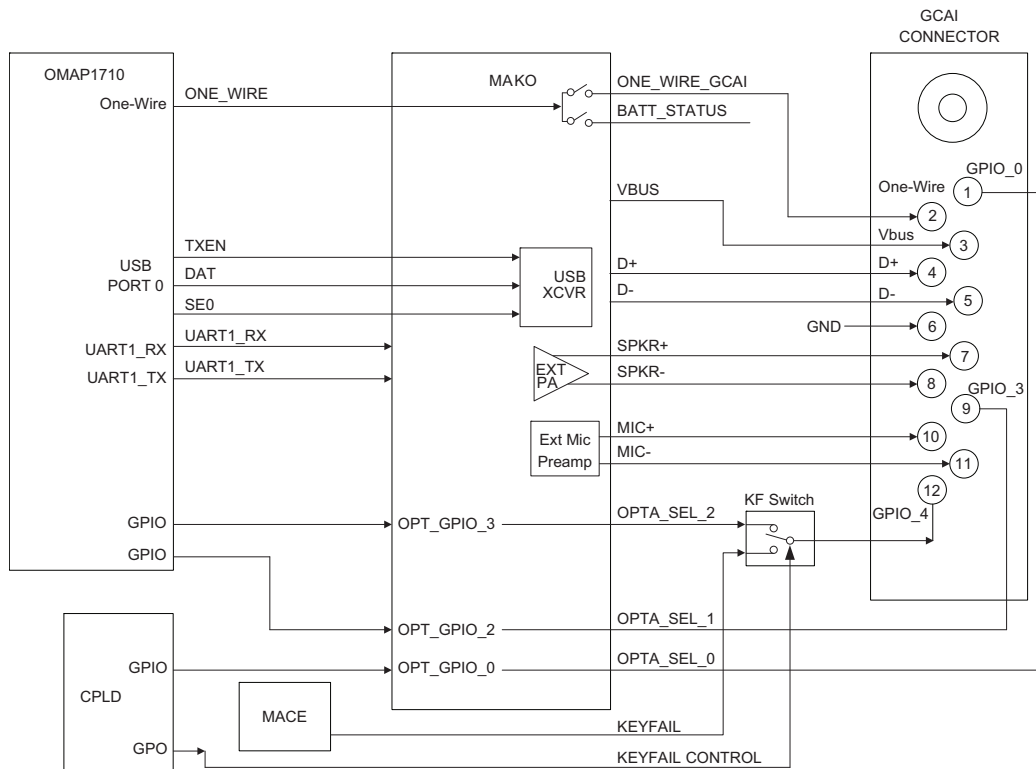 GCAI
CONNECTOR
OMAP1710
MAKO
One-Wire
ONE_WIRE
ONE_WIRE_GCAI
BATT_STATUS
GPIO_0
1
One-Wire
2
VBUS
Vbus
3
TXEN
USB
PORT 0
DAT
SE0
USB
XCVR
D+
D+
4
D-
D-
5
GND
6
UART1_RX
UART1_RX
UART1_TX
UART1_TX
EXT
PA
SPKR+
7
SPKR-
8
GPIO_3
9
Ext Mic
Preamp
MIC+
10
MIC-
11
12
GPIO_4
KF Switch
GPIO
OPT_GPIO_3
OPTA_SEL_2
GPIO
OPT_GPIO_2
OPTA_SEL_1
GPIO
OPT_GPIO_0
OPTA_SEL_0
CPLD
MACE
KEYFAIL
GPO
KEYFAIL CONTROL